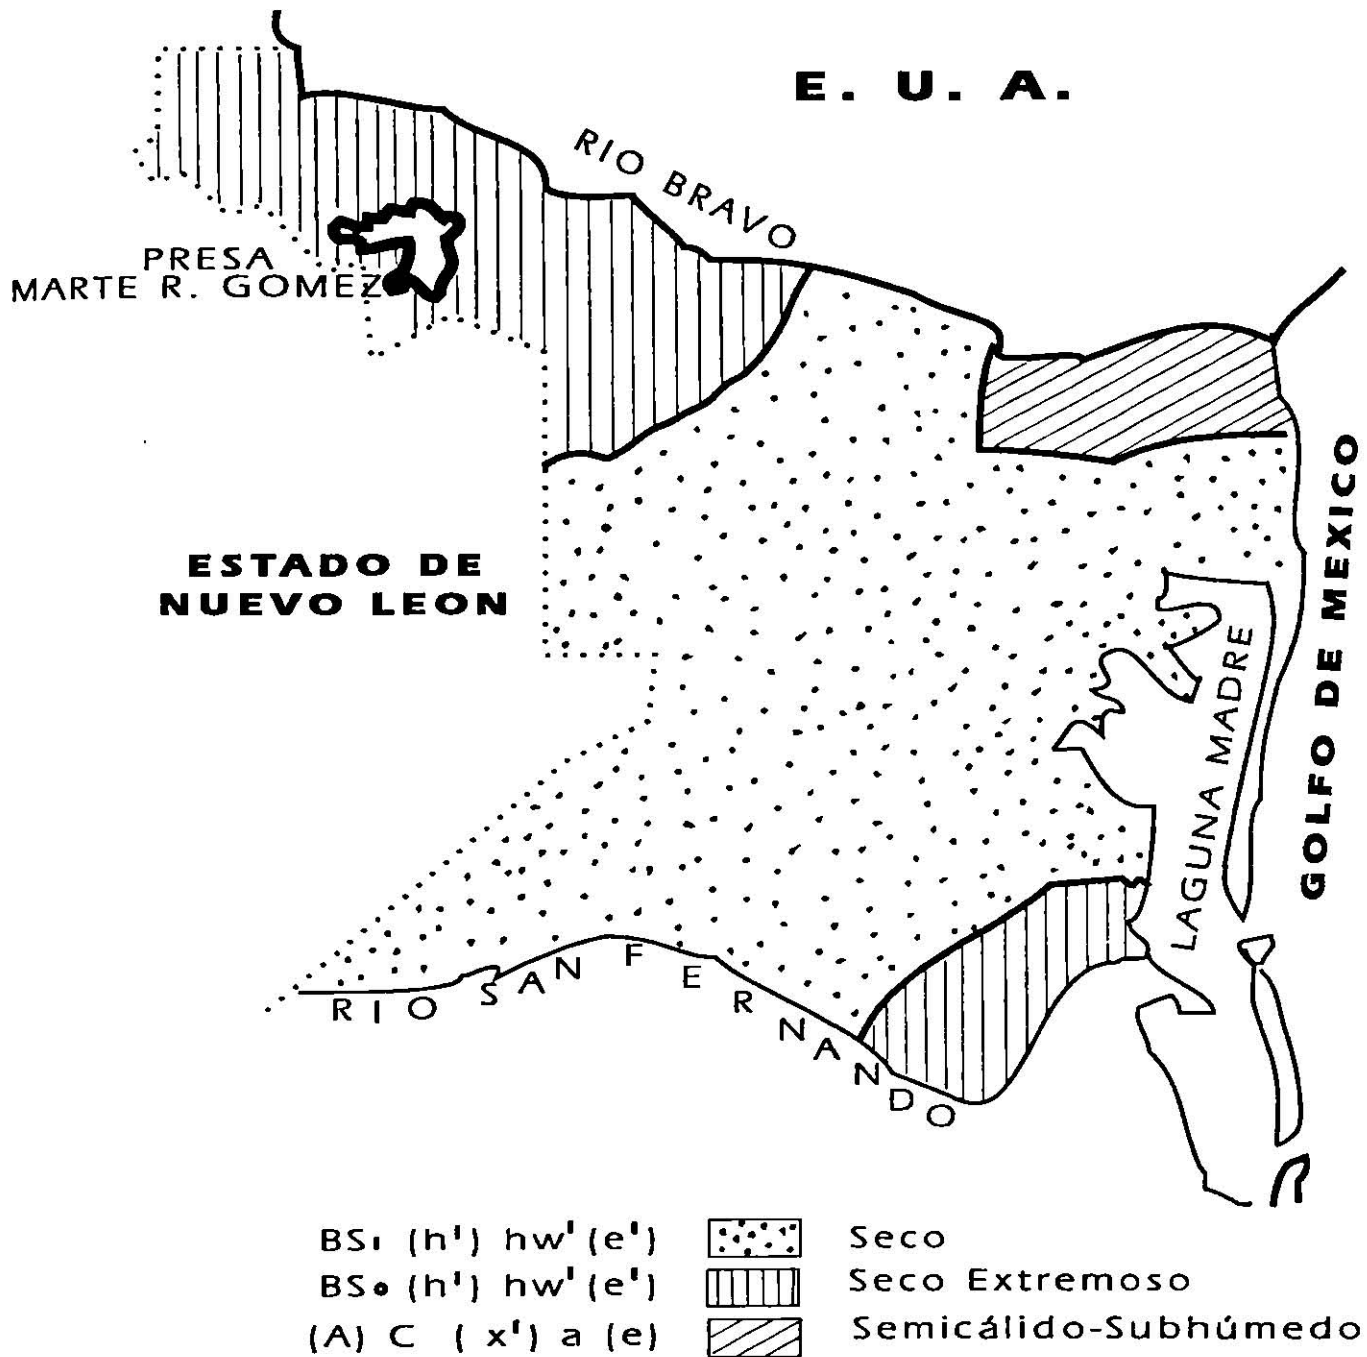 E. U. A.
RIO BRAVO
PRESA
MARTE R. GOMEZ
ESTADO DE
NUEVO LEON
GOLFO DE MEXICO
LAGUNA MADRE
RIO SAN FERNANDO
BS₁ (h') hw' (e') Seco
BS₀ (h') hw' (e') Seco Extremoso
(A) C ( x' ) a (e) Semicálido-Subhúmedo